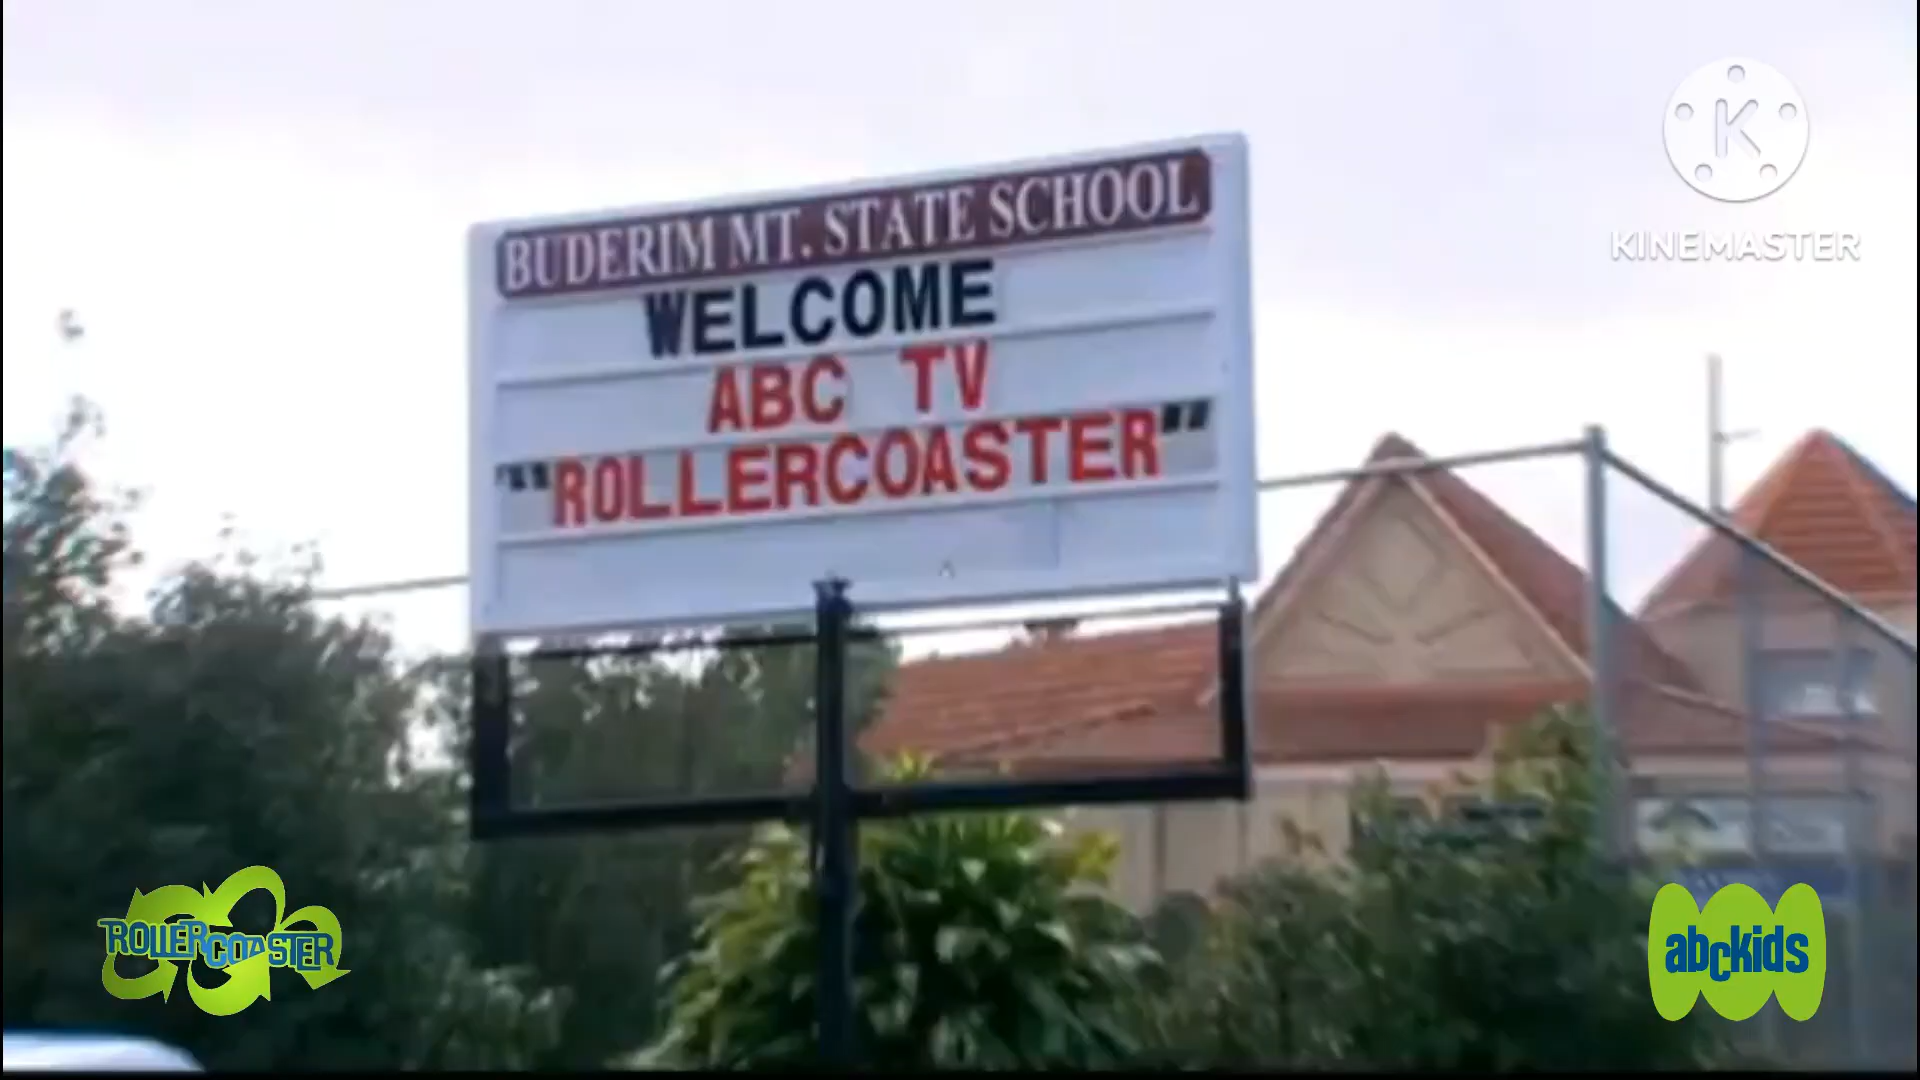 K
KINEMASTER
BUDERIM MT. STATE SCHOOL
WELCOME
ABC TV
"ROLLERCOASTER"
ROLLERCOASTER
abckids